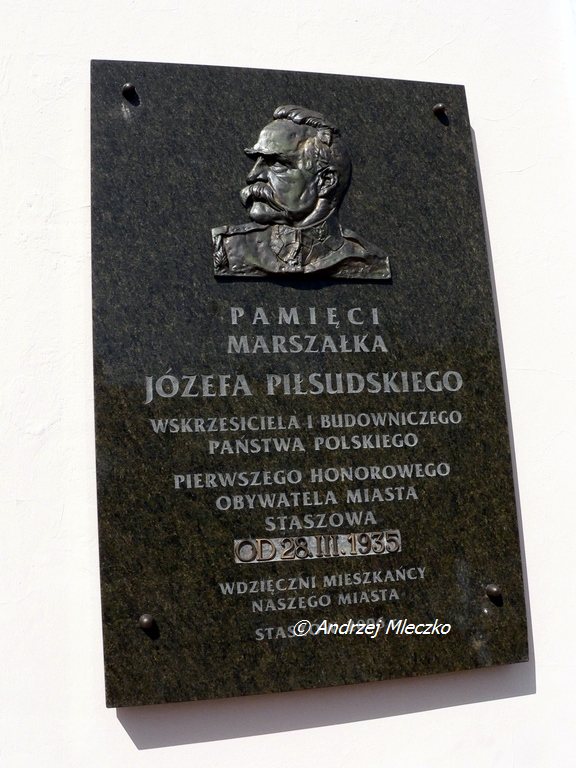 PAMIĘCI
MARSZAŁKA
JÓZEFA PIŁSUDSKIEGO
WSKRZESICIELA I BUDOWNICZEGO
PAŃSTWA POLSKIEGO
PIERWSZEGO HONOROWEGO
OBYWATELA MIASTA
STASZOWA
OD 28.III.1935
WDZIĘCZNI MIESZKAŃCY
NASZEGO MIASTA
© Andrzej Mleczko